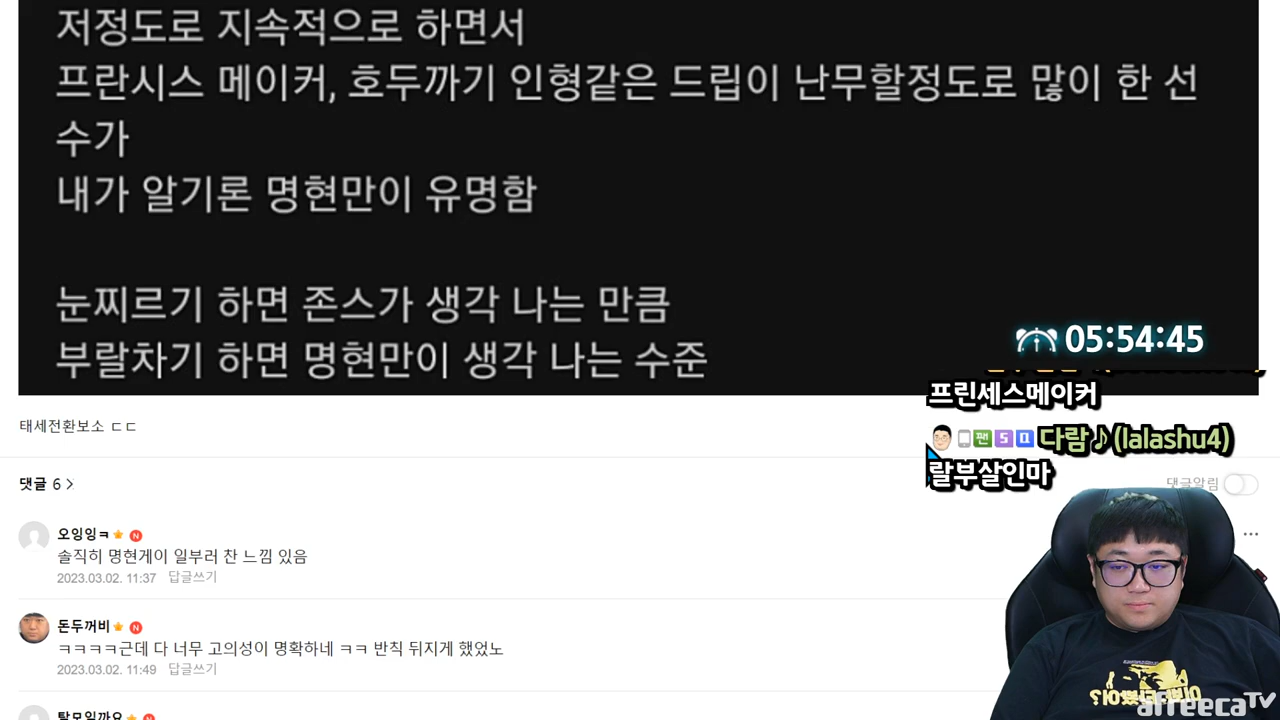 저정도로 지속적으로 하면서
프란시스 메이커, 호두까기 인형같은 드립이 난무할정도로 많이 한 선
수가
내가 알기론 명현만이 유명함
눈찌르기 하면 존스가 생각 나는 만큼
부랄차기 하면 명현만이 생각 나는 수준
05:54:45
프린세스메이커
팬 5 다람♪(lalashu4)
랄부살인마
태세전환보소 ㄷㄷ
댓글 6 >
댓글알림
오잉잉ㅋ N
솔직히 명현게이 일부러 찬 느낌 있음
2023.03.02. 11:37 답글쓰기
돈두꺼비 N
ㅋㅋㅋㅋ근데 다 너무 고의성이 명확하네 ㅋㅋ 반칙 뒤지게 했었노
2023.03.02. 11:49 답글쓰기
탈모일까요 N
afreecaTV